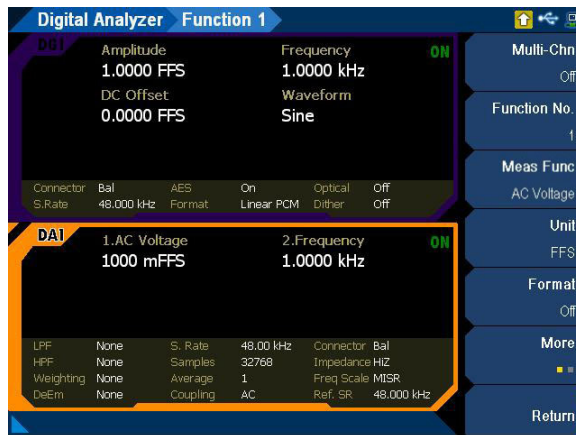 Digital Analyzer Function 1
DGI
Amplitude Frequency ON
1.0000 FFS 1.0000 kHz
DC Offset Waveform
0.0000 FFS Sine
Connector Bal AES On Optical Off
S.Rate 48.000 kHz Format Linear PCM Dither Off
DAI
1.AC Voltage 2.Frequency ON
1000 mFFS 1.0000 kHz
LPF None S. Rate 48.00 kHz Connector Bal
HPF None Samples 32768 Impedance HiZ
Weighting None Average 1 Freq Scale MISR
DeEm None Coupling AC Ref. SR 48.000 kHz
Multi-Chn
Off
Function No.
1
Meas Func
AC Voltage
Unit
FFS
Format
Off
More
Return